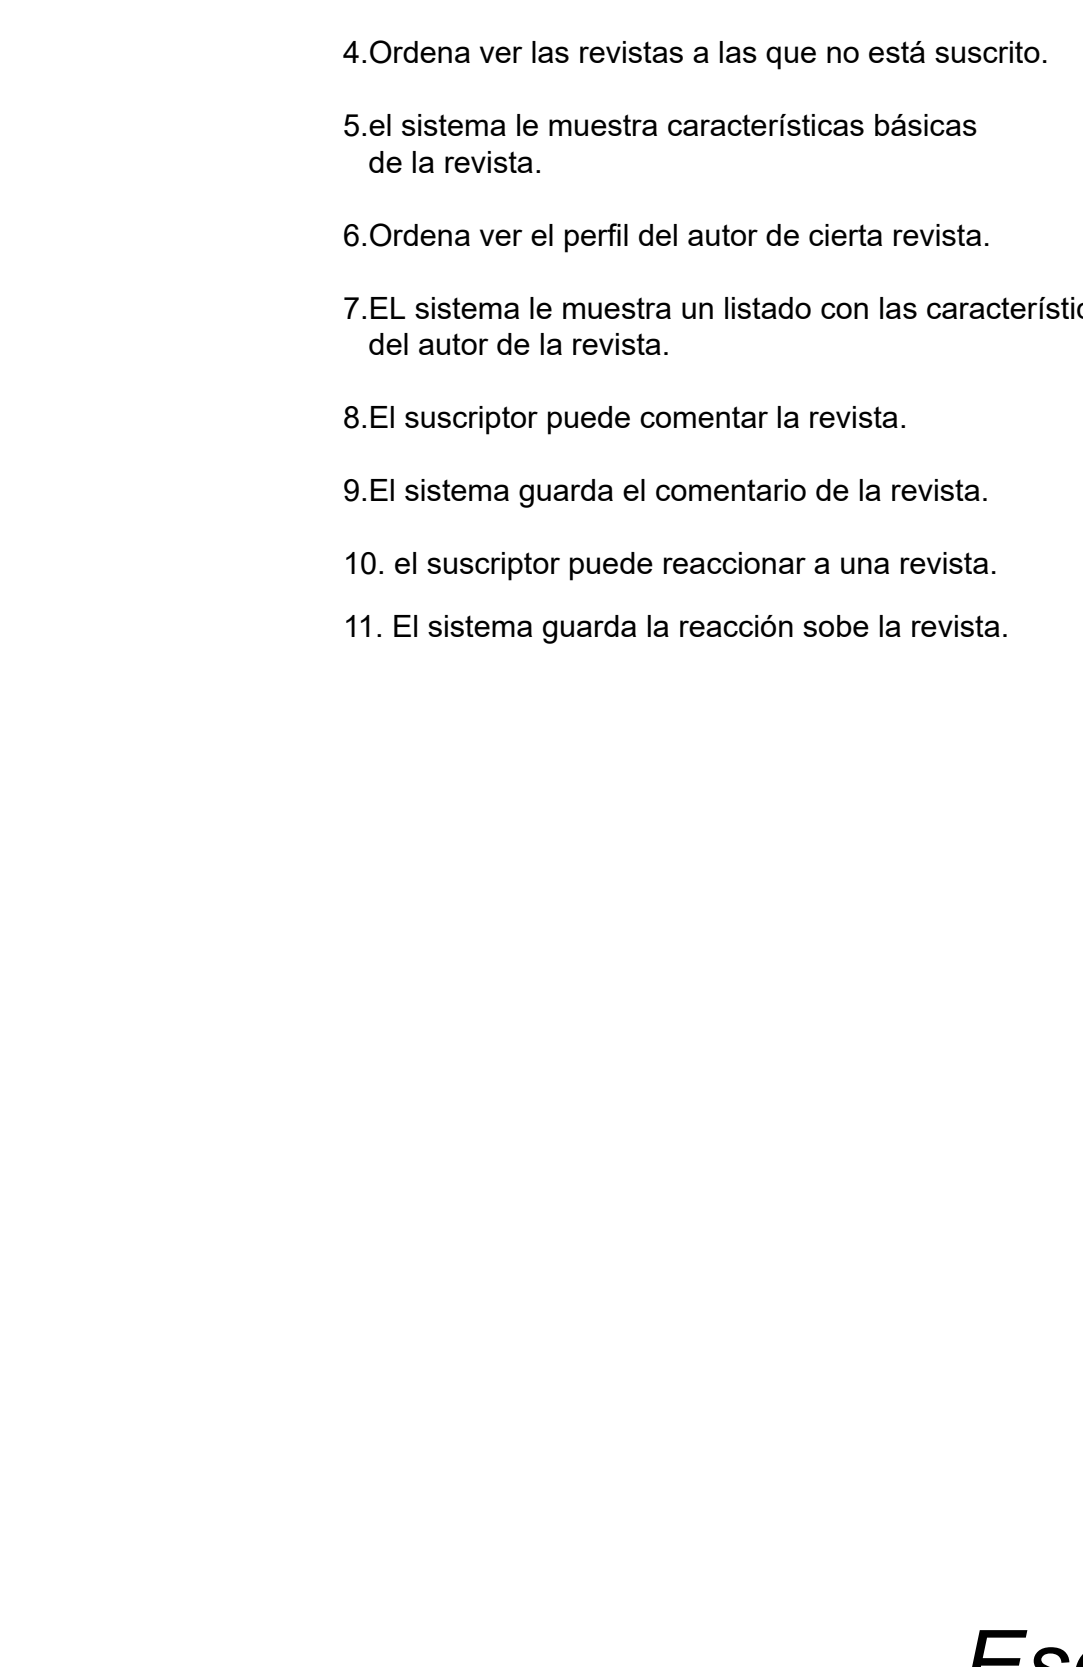 4.Ordena ver las revistas a las que no está suscrito.
5.el sistema le muestra características básicas
de la revista.
6.Ordena ver el perfil del autor de cierta revista.
7.EL sistema le muestra un listado con las
del autor de la revista.
8.El suscriptor puede comentar la revista.
9.El sistema guarda el comentario de la revista.
10. el suscriptor puede reaccionar a una revista.
11. El sistema guarda la reacción sobe la revista.